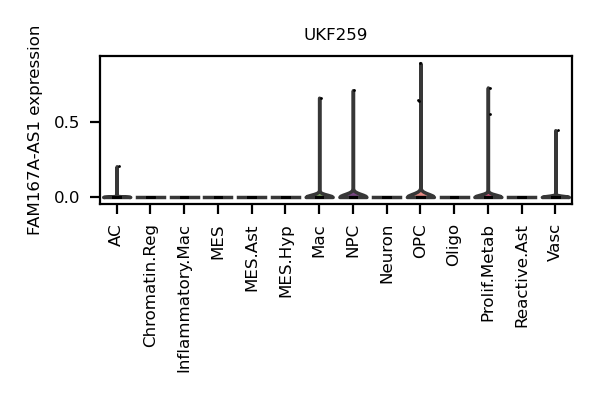 UKF259
FAM167A-AS1 expression
0.5
0.0
AC
Chromatin.Reg
Inflammatory.Mac
MES
MES.Ast
MES.Hyp
Mac
NPC
Neuron
OPC
Oligo
Prolif.Metab
Reactive.Ast
Vasc